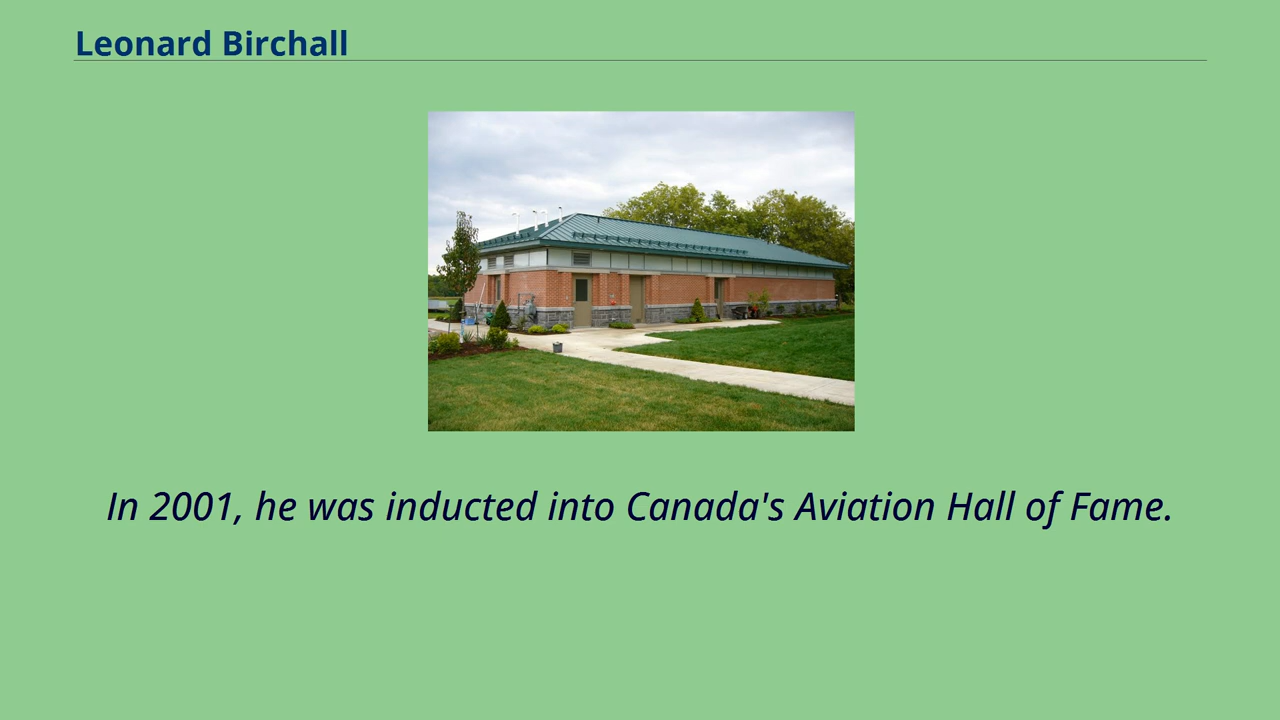 Leonard Birchall
In 2001, he was inducted into Canada's Aviation Hall of Fame.